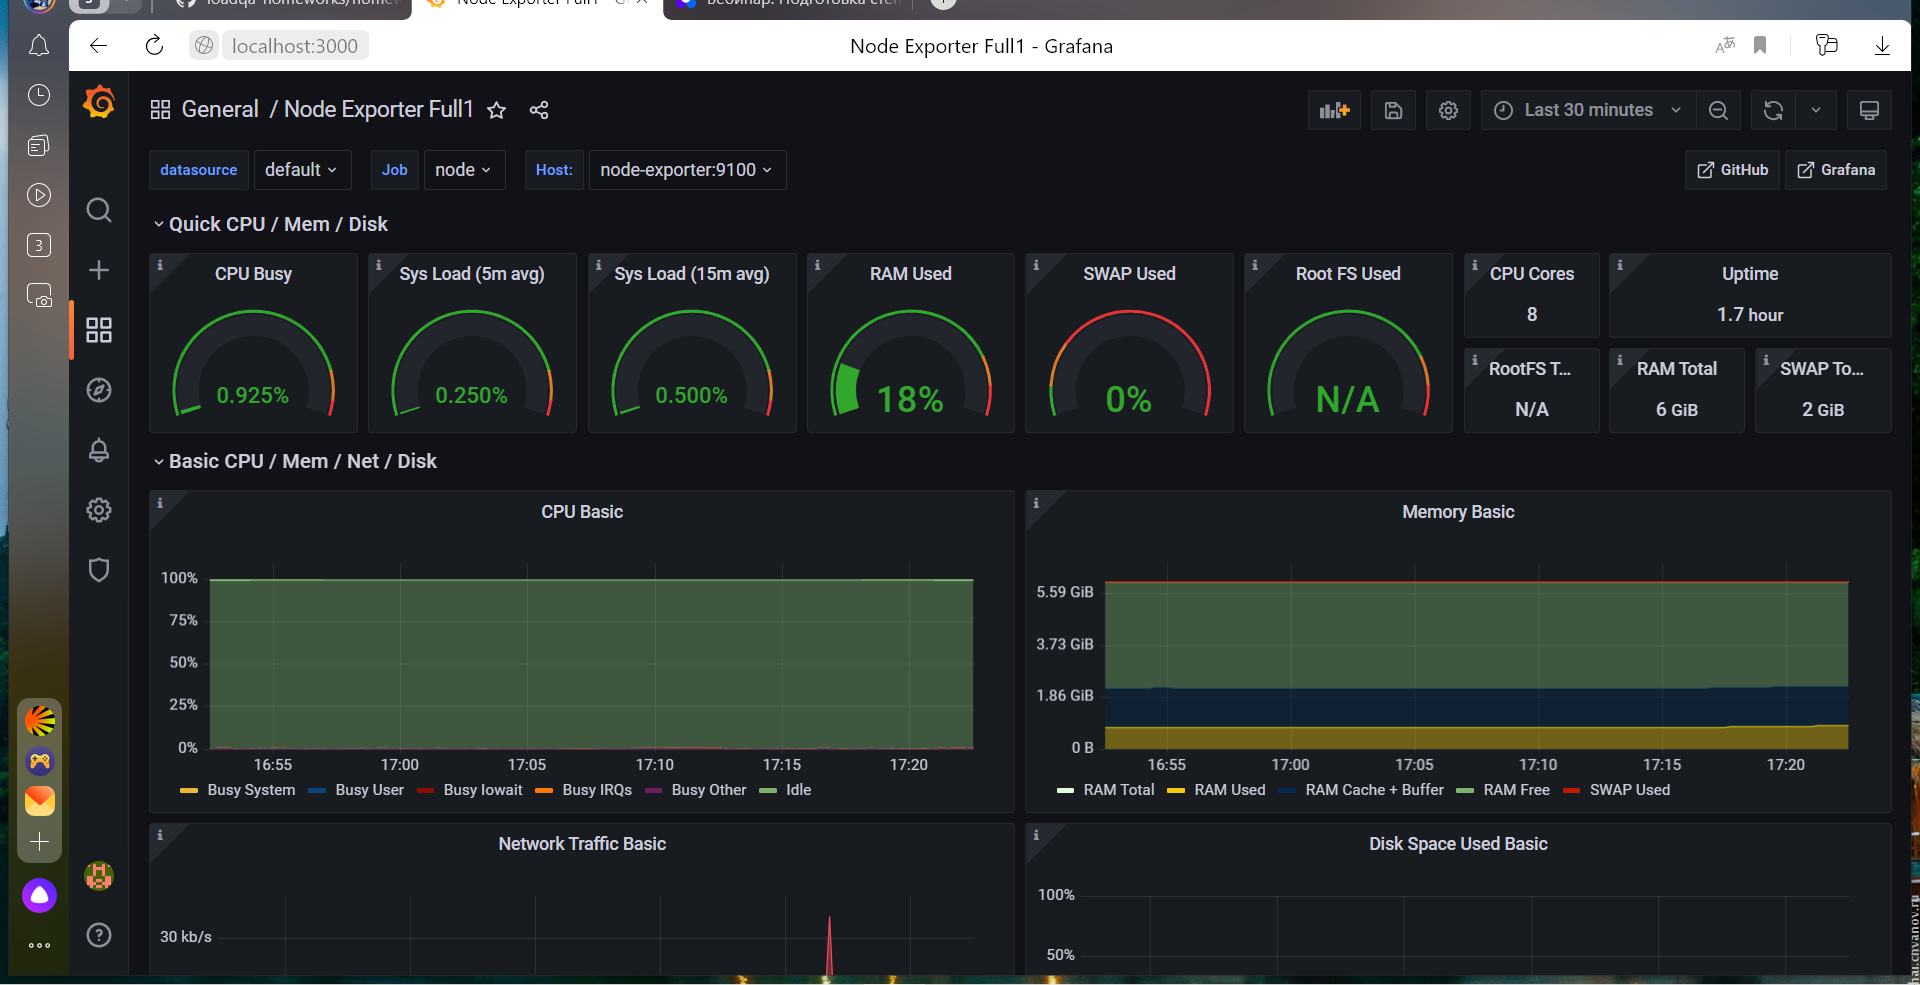 Node Exporter Full1 - G
localhost:3000
Node Exporter Full1 - Grafana
General / Node Exporter Full1
Last 30 minutes
datasource default Job node Host: node-exporter:9100 GitHub Grafana
Quick CPU / Mem / Disk
CPU Busy
0.925%
Sys Load (5m avg)
0.250%
Sys Load (15m avg)
0.500%
RAM Used
18%
SWAP Used
0%
Root FS Used
N/A
CPU Cores
8
Uptime
1.7 hour
RootFS T...
N/A
RAM Total
6 GiB
SWAP To...
2 GiB
3
Basic CPU / Mem / Net / Disk
CPU Basic
100%
75%
50%
25%
0%
16:55 17:00 17:05 17:10 17:15 17:20
Busy System Busy User Busy Iowait Busy IRQs Busy Other Idle
Memory Basic
5.59 GiB
3.73 GiB
1.86 GiB
0 B
16:55 17:00 17:05 17:10 17:15 17:20
RAM Total RAM Used RAM Cache + Buffer RAM Free SWAP Used
Network Traffic Basic
30 kb/s
Disk Space Used Basic
100%
50%